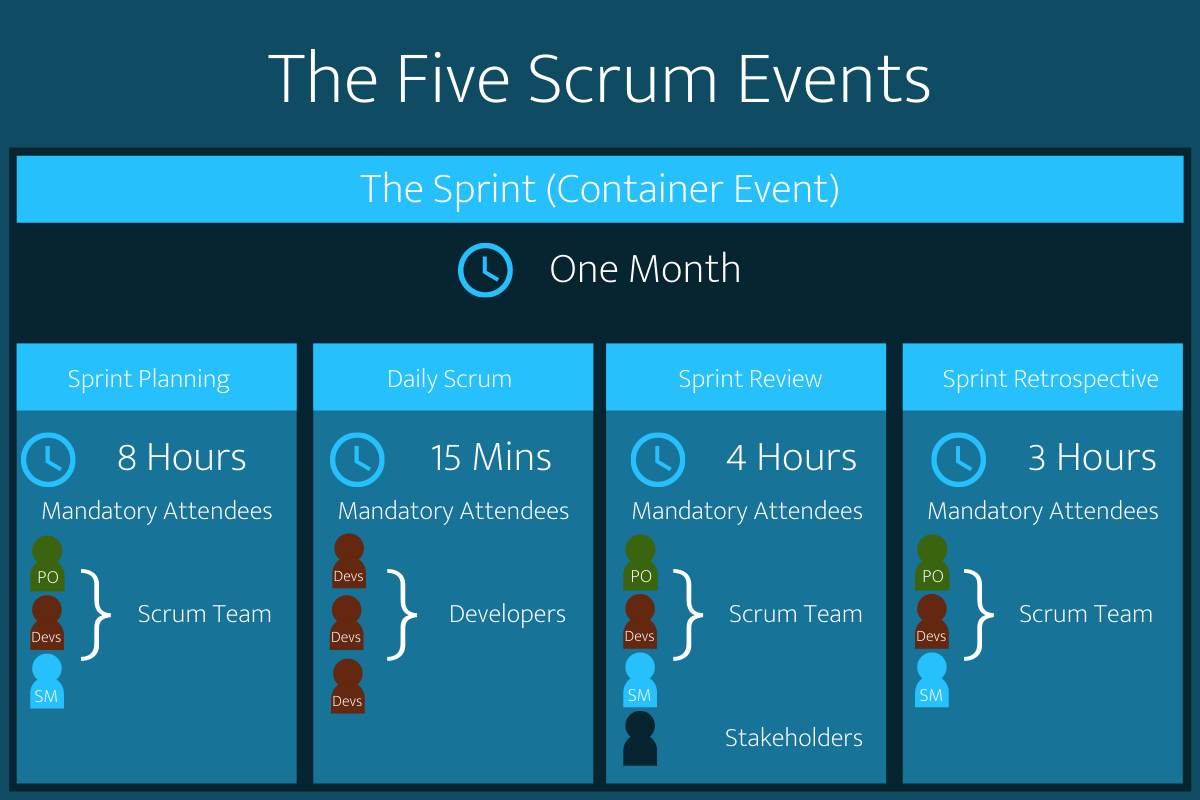 The Five Scrum Events
The Sprint (Container Event)
One Month
Sprint Planning
8 Hours
Mandatory Attendees
PO
Devs
Scrum Team
SM
Daily Scrum
15 Mins
Mandatory Attendees
Devs
Devs
Developers
Devs
Sprint Review
4 Hours
Mandatory Attendees
PO
Devs
Scrum Team
SM
Stakeholders
Sprint Retrospective
3 Hours
Mandatory Attendees
PO
Devs
Scrum Team
SM